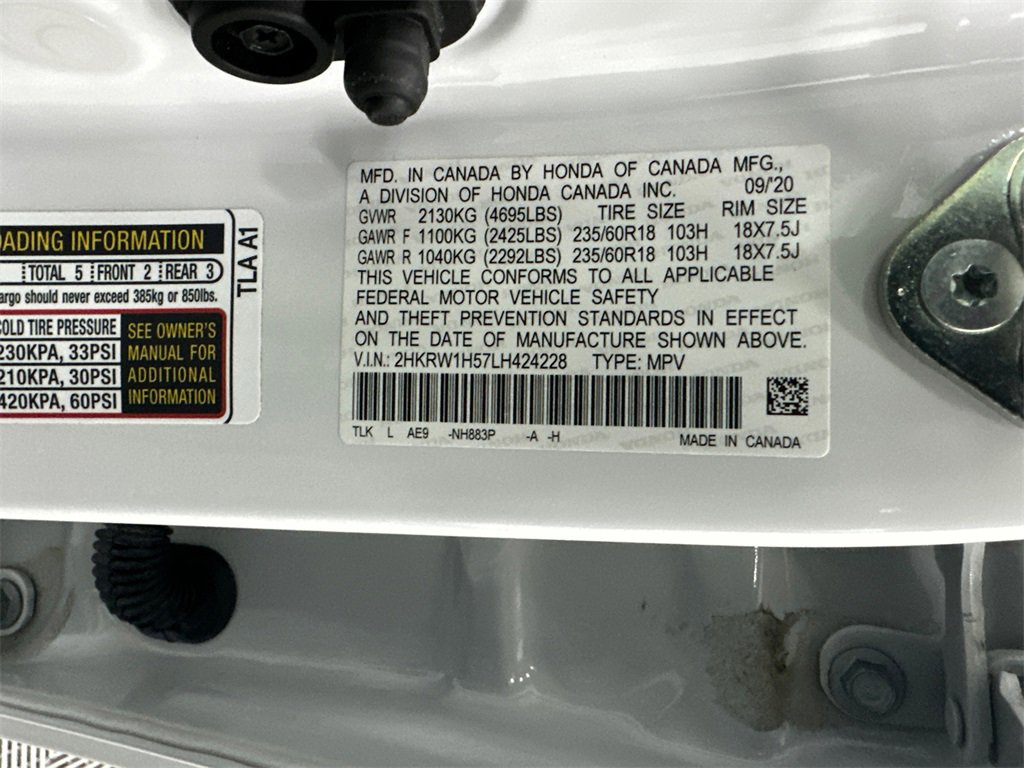 OADING INFORMATION
TOTAL 5 FRONT 2 REAR 3
argo should never exceed 385kg or 850lbs.
COLD TIRE PRESSURE
230KPA, 33PSI
210KPA, 30PSI
420KPA, 60PSI
SEE OWNER'S
MANUAL FOR
ADDITIONAL
INFORMATION
TLA A1
MFD. IN CANADA BY HONDA OF CANADA MFG.,
A DIVISION OF HONDA CANADA INC. 09/'20
GVWR 2130KG (4695LBS) TIRE SIZE RIM SIZE
GAWR F 1100KG (2425LBS) 235/60R18 103H 18X7.5J
GAWR R 1040KG (2292LBS) 235/60R18 103H 18X7.5J
THIS VEHICLE CONFORMS TO ALL APPLICABLE
FEDERAL MOTOR VEHICLE SAFETY
AND THEFT PREVENTION STANDARDS IN EFFECT
ON THE DATE OF MANUFACTURE SHOWN ABOVE.
V.I.N.: 2HKRW1H57LH424228 TYPE: MPV
TLK L AE9 -NH883P -A -H
MADE IN CANADA